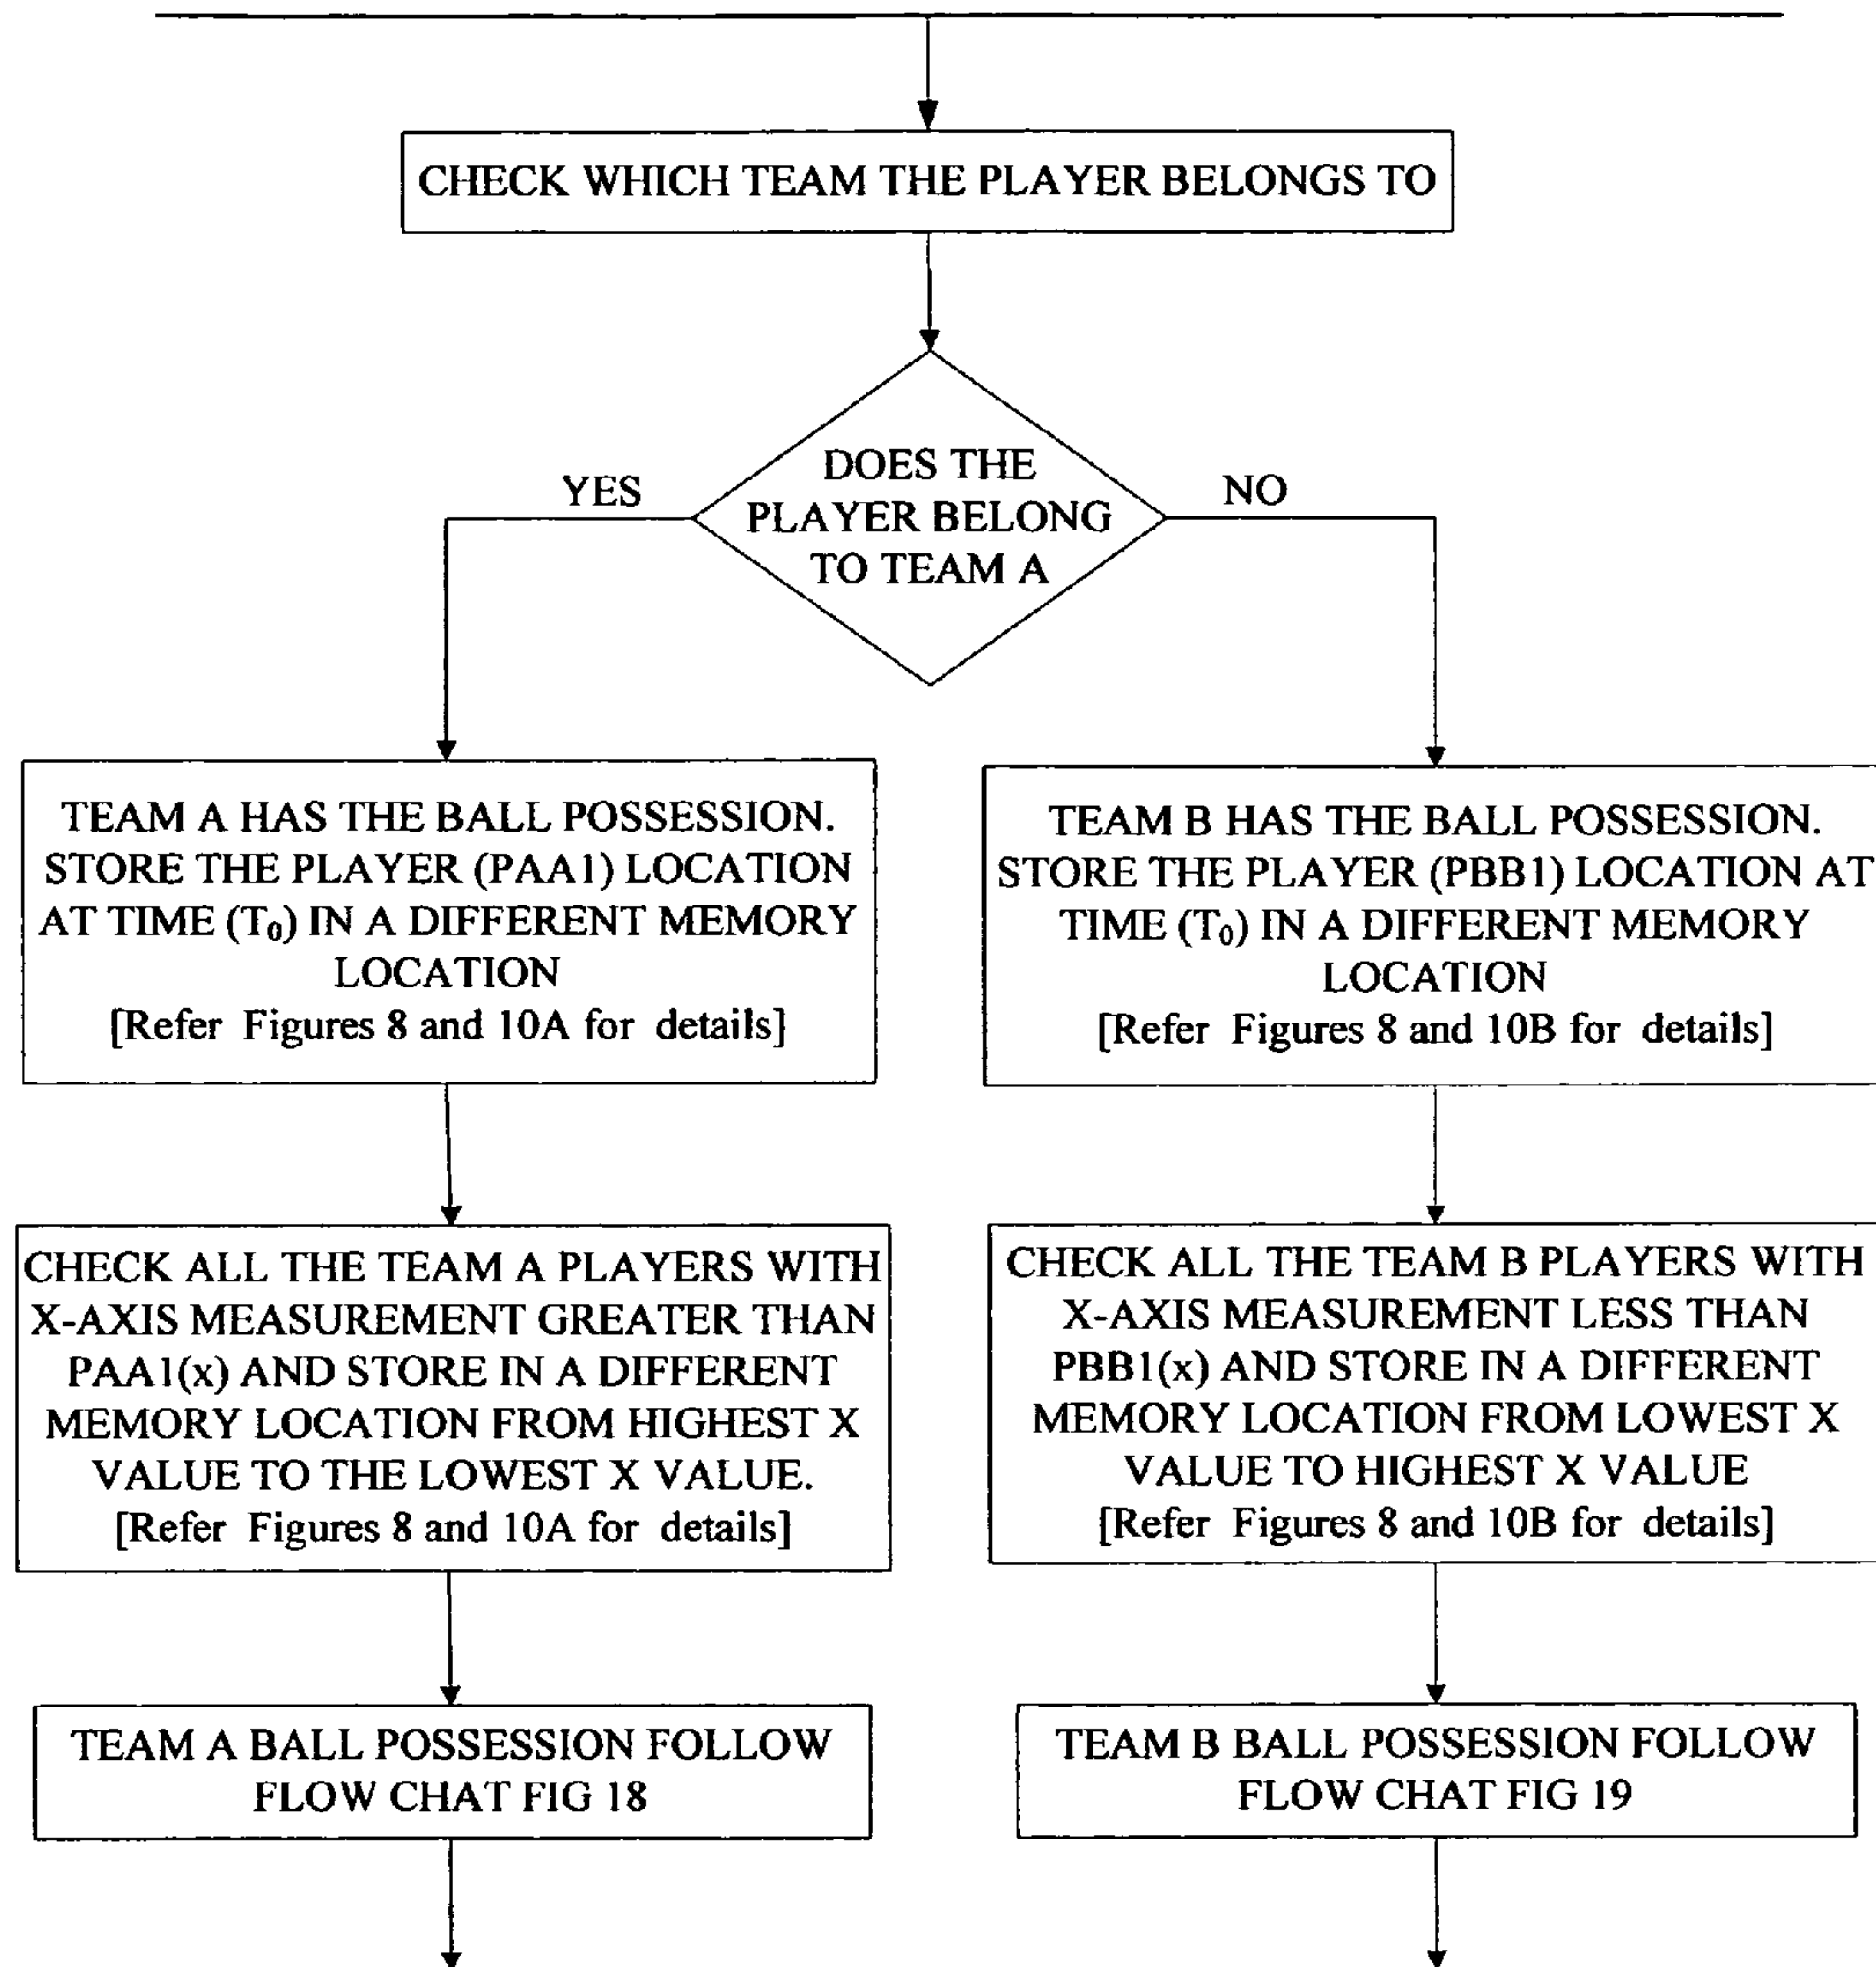 CHECK WHICH TEAM THE PLAYER BELONGS TO
DOES THE
PLAYER BELONG
TO TEAM A
YES
NO
TEAM A HAS THE BALL POSSESSION.
STORE THE PLAYER (PAA1) LOCATION
AT TIME (T₀) IN A DIFFERENT MEMORY
LOCATION
[Refer Figures 8 and 10A for details]
TEAM B HAS THE BALL POSSESSION.
STORE THE PLAYER (PBB1) LOCATION AT
TIME (T₀) IN A DIFFERENT MEMORY
LOCATION
[Refer Figures 8 and 10B for details]
CHECK ALL THE TEAM A PLAYERS WITH
X-AXIS MEASUREMENT GREATER THAN
PAA1(x) AND STORE IN A DIFFERENT
MEMORY LOCATION FROM HIGHEST X
VALUE TO THE LOWEST X VALUE.
[Refer Figures 8 and 10A for details]
CHECK ALL THE TEAM B PLAYERS WITH
X-AXIS MEASUREMENT LESS THAN
PBB1(x) AND STORE IN A DIFFERENT
MEMORY LOCATION FROM LOWEST X
VALUE TO HIGHEST X VALUE
[Refer Figures 8 and 10B for details]
TEAM A BALL POSSESSION FOLLOW
FLOW CHAT FIG 18
TEAM B BALL POSSESSION FOLLOW
FLOW CHAT FIG 19